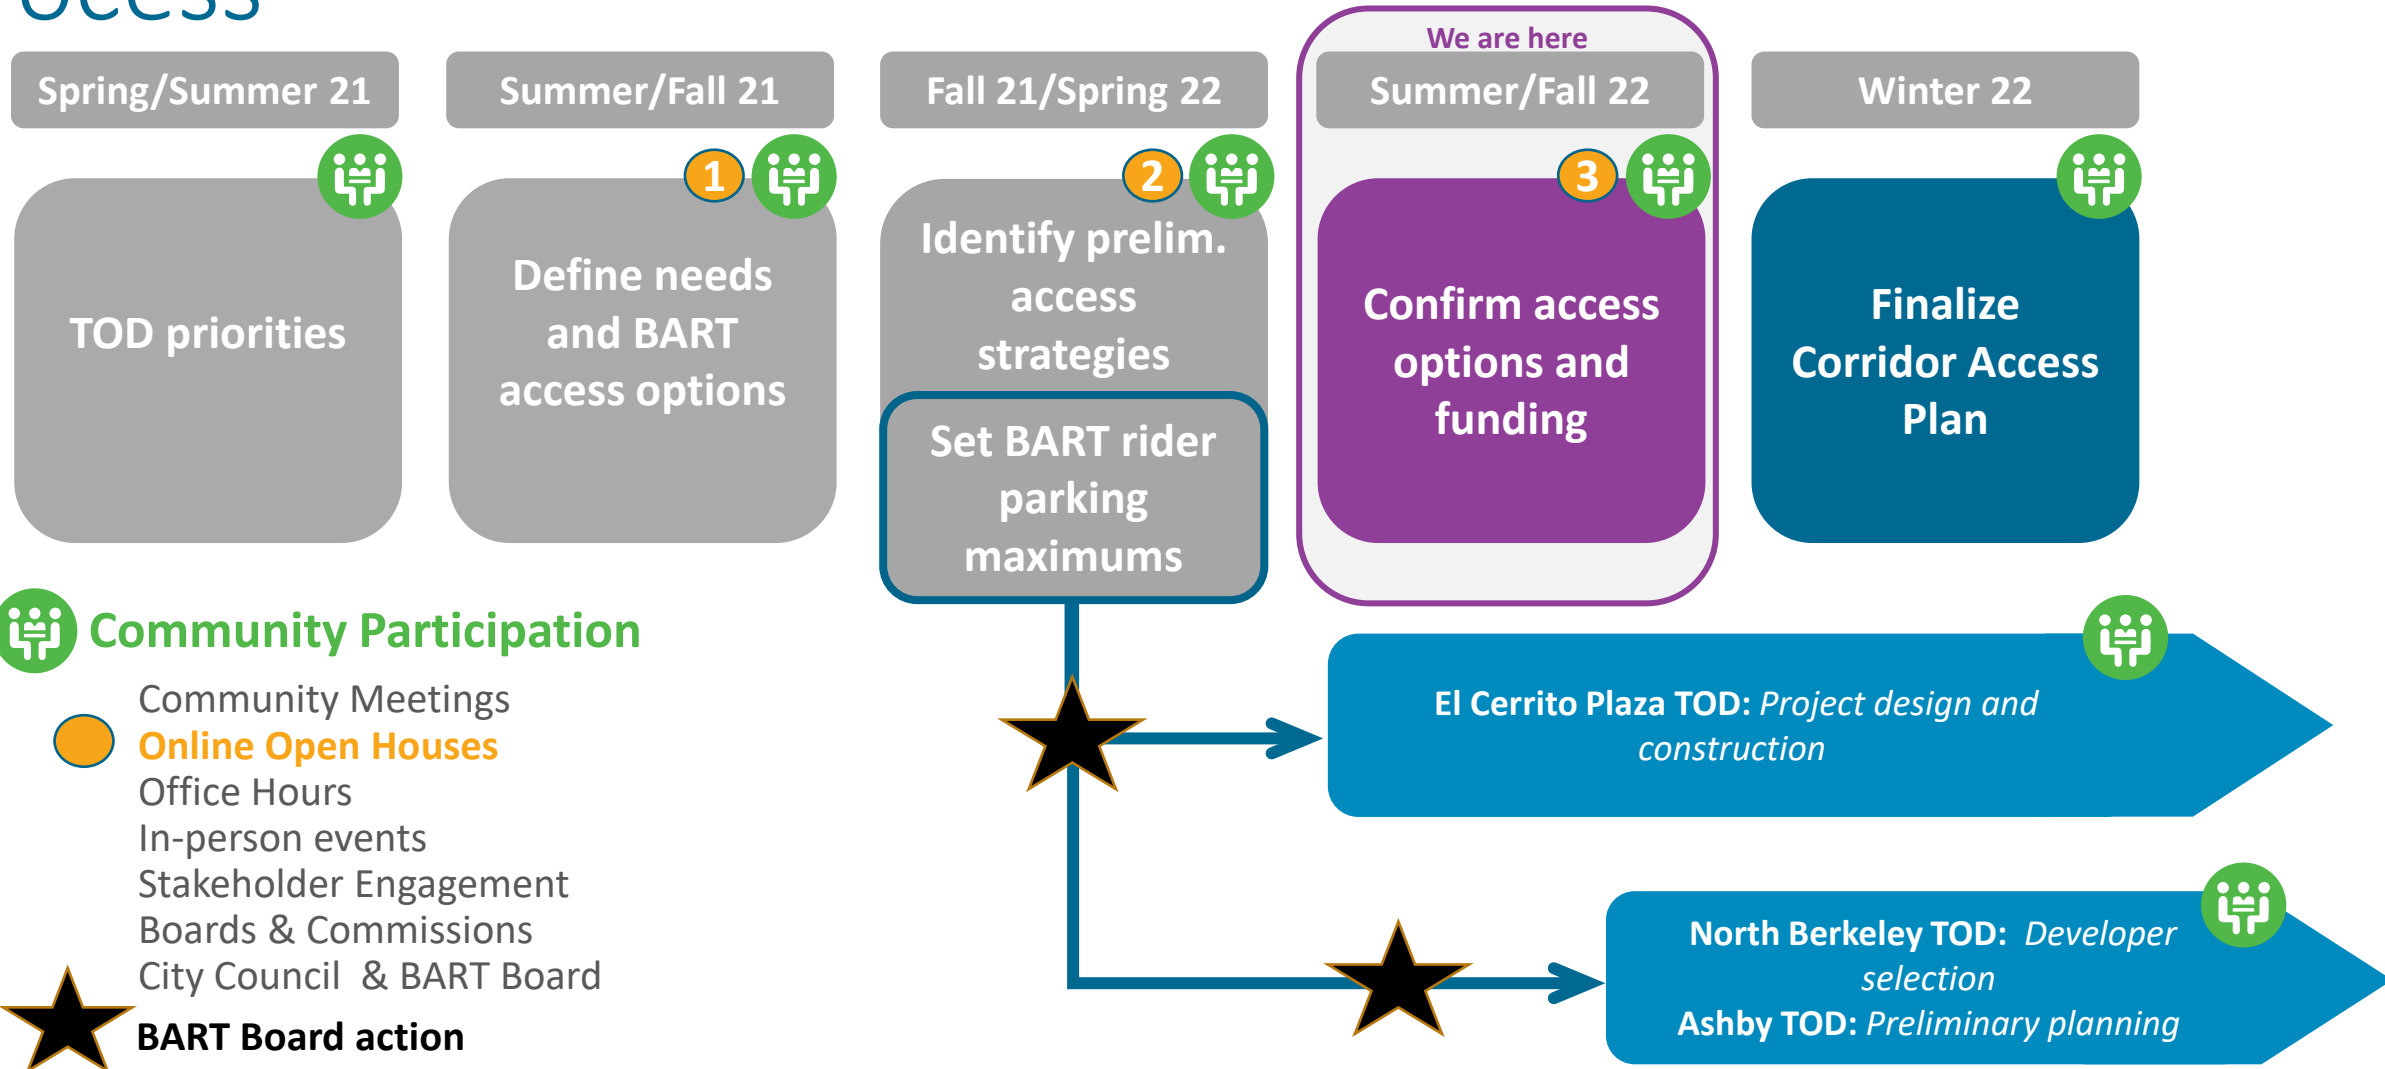 We are here
Spring/Summer 21
Summer/Fall 21
Fall 21/Spring 22
Summer/Fall 22
Winter 22
TOD priorities
1
Define needs
and BART
access options
2
Identify prelim.
access
strategies
Set BART rider
parking
maximums
3
Confirm access
options and
funding
Finalize
Corridor Access
Plan
Community Participation
Community Meetings
Online Open Houses
Office Hours
In-person events
Stakeholder Engagement
Boards & Commissions
City Council & BART Board
BART Board action
El Cerrito Plaza TOD: Project design and
construction
North Berkeley TOD: Developer
selection
Ashby TOD: Preliminary planning